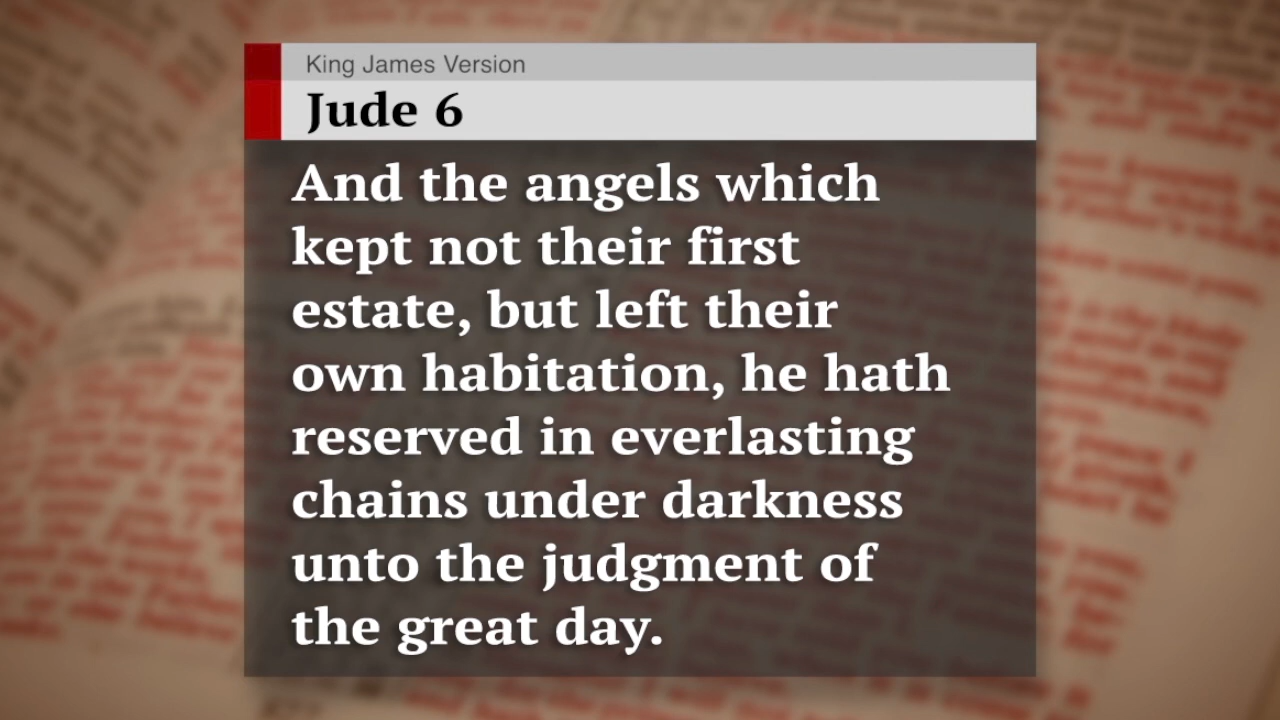 King James Version
Jude 6
And the angels which
kept not their first
estate, but left their
own habitation, he hath
reserved in everlasting
chains under darkness
unto the judgment of
the great day.